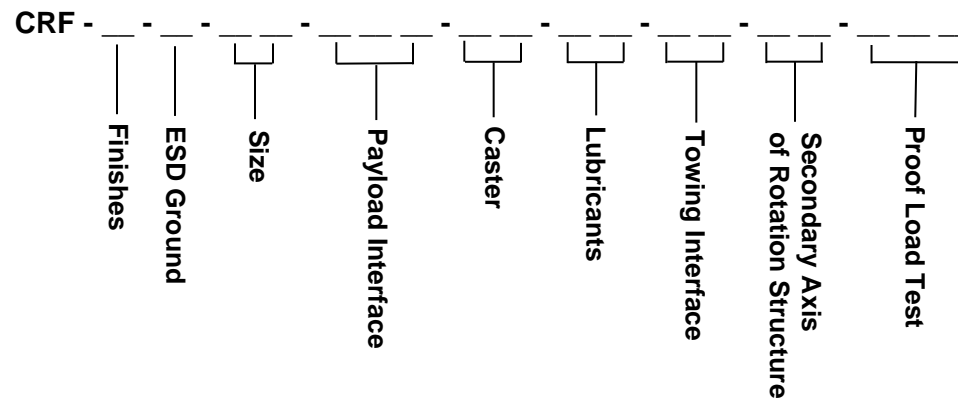 CRF - __ - __ - __ __ - __ __ __ - __ __ - __ __ - __ __ - __ __ - __ __ __
Finishes
ESD Ground
Size
Payload Interface
Caster
Lubricants
Towing Interface
Secondary Axis
of Rotation Structure
Proof Load Test